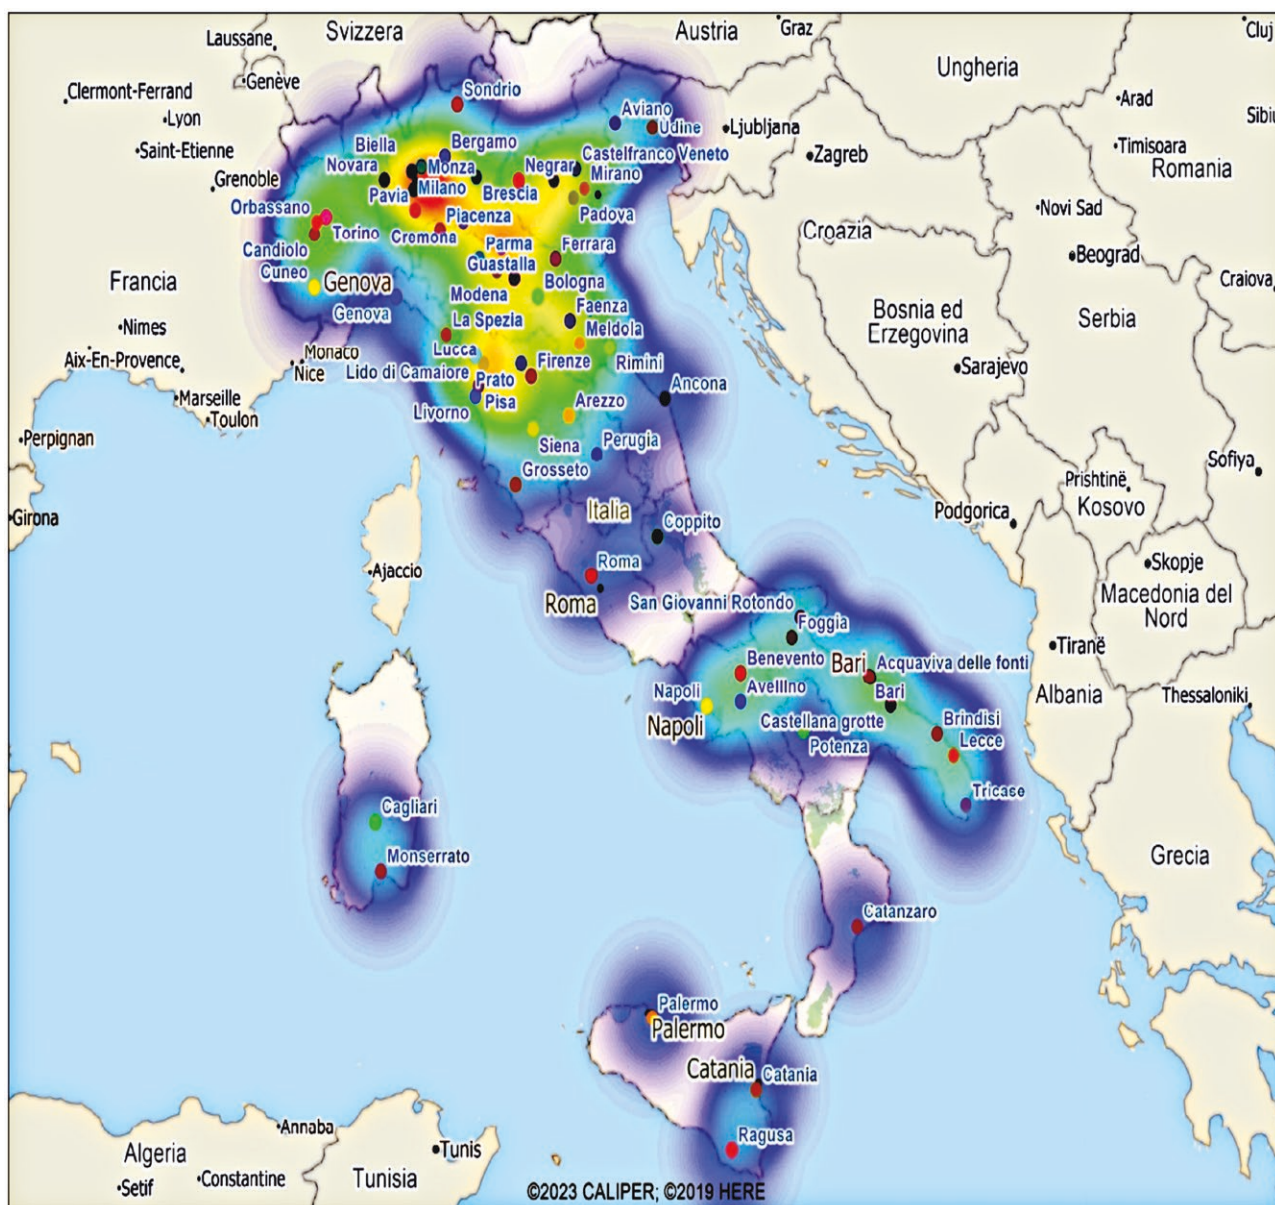 Svizzera
Austria
Graz
Cluj
Laussane
Genève
Ungheria
Clermont-Ferrand
Lyon
Sondrio
Aviano
Udine
Ljubljana
Arad
Sibiu
Saint-Etienne
Biella
Bergamo
Castelfranco Veneto
Zagreb
Timisoara
Romania
Grenoble
Novara
Monza
Negrar
Mirano
Pavia
Milano
Brescia
Padova
Orbassano
Torino
Piacenza
Cremona
Novi Sad
Croazia
Candiolo
Parma
Ferrara
Beograd
Cuneo
Guastalla
Francia
Genova
Genova
Modena
Bologna
Craiova
Faenza
Bosnia ed
Erzegovina
Serbia
Nimes
La Spezia
Meldola
Aix-En-Provence
Monaco
Nice
Lucca
Lido di Camaiore
Firenze
Rimini
Sarajevo
Prato
Ancona
Marseille
Toulon
Livorno
Pisa
Arezzo
Perpignan
Siena
Perugia
Grosseto
Sofiya
Prishtinë
Kosovo
Girona
Italia
Podgorica
Coppito
Ajaccio
Roma
Roma
Skopje
Macedonia del
Nord
San Giovanni Rotondo
Foggia
Tiranë
Benevento
Bari
Acquaviva delle fonti
Napoli
Avellino
Bari
Albania
Thessaloniki
Napoli
Castellana grotte
Potenza
Brindisi
Lecce
Tricase
Cagliari
Monserrato
Grecia
Catanzaro
Palermo
Palermo
Catania
Catania
Annaba
Ragusa
Algeria
Tunis
Constantine
Tunisia
Setif
©2023 CALIPER; ©2019 HERE